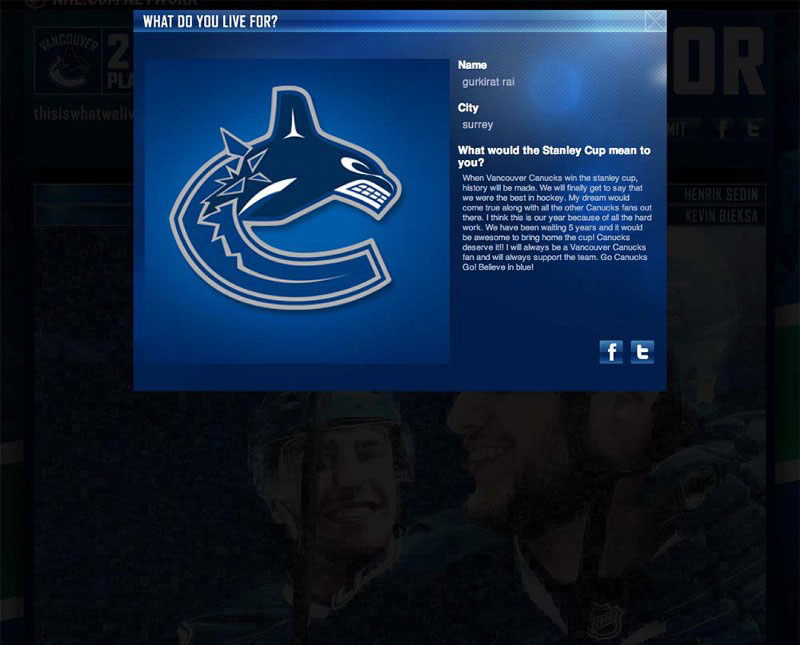 NHL.COM NETWORK
WHAT DO YOU LIVE FOR?
VANCOUVER
2
PLA
OR
thisiswhatweliv
MIT
Name
gurkirat rai
City
surrey
What would the Stanley Cup mean to
you?
When Vancouver Canucks win the stanley cup,
history will be made. We will finally get to say that
we were the best in hockey. My dream would
come true along with all the other Canucks fans out
there. I think this is our year because of all the hard
work. We have been waiting 5 years and it would
be awesome to bring home the cup! Canucks
deserve it!! I will always be a Vancouver Canucks
fan and will always support the team. Go Canucks
Go! Believe in blue!
HENRIK SEDIN
KEVIN BIEKSA
NHL